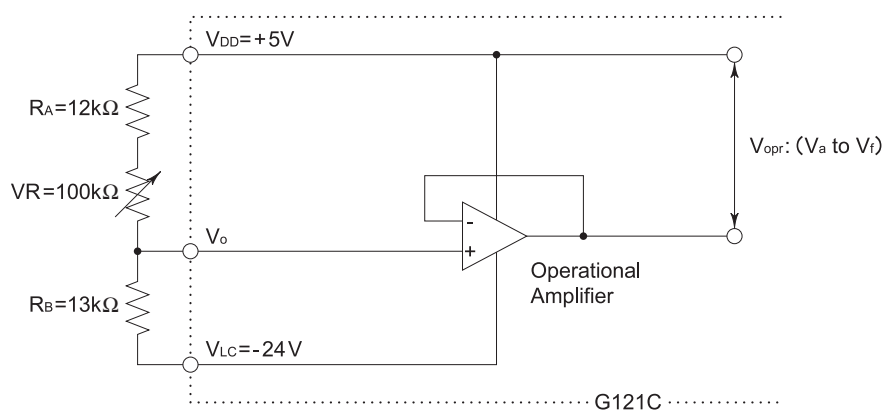 VDD=+5V
RA=12kΩ
VR=100kΩ
Vo
RB=13kΩ
VLC=-24V
-
+
Operational
Amplifier
Vopr: (Va to Vf)
G121C